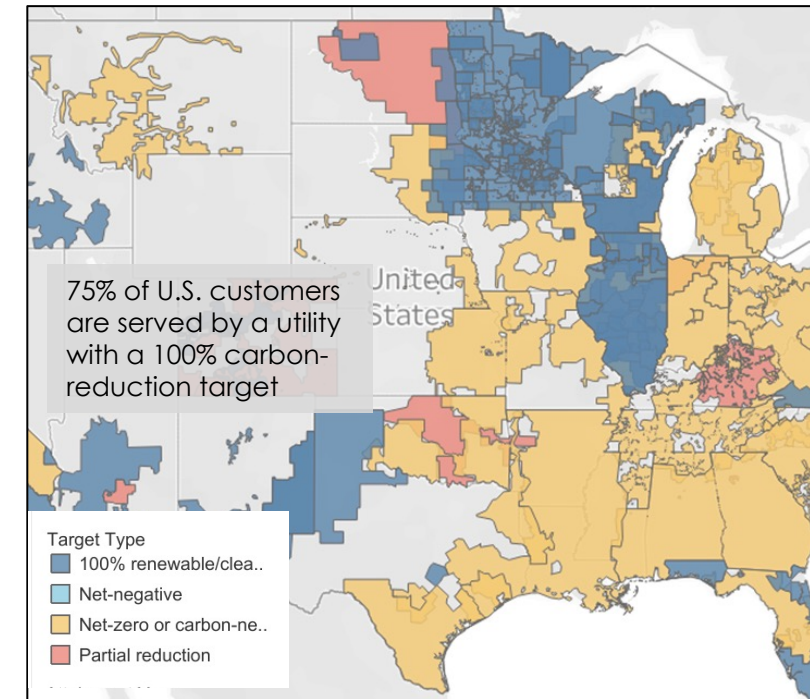 United
States
75% of U.S. customers
are served by a utility
with a 100% carbon-
reduction target
Target Type
100% renewable/clea..
Net-negative
Net-zero or carbon-ne..
Partial reduction